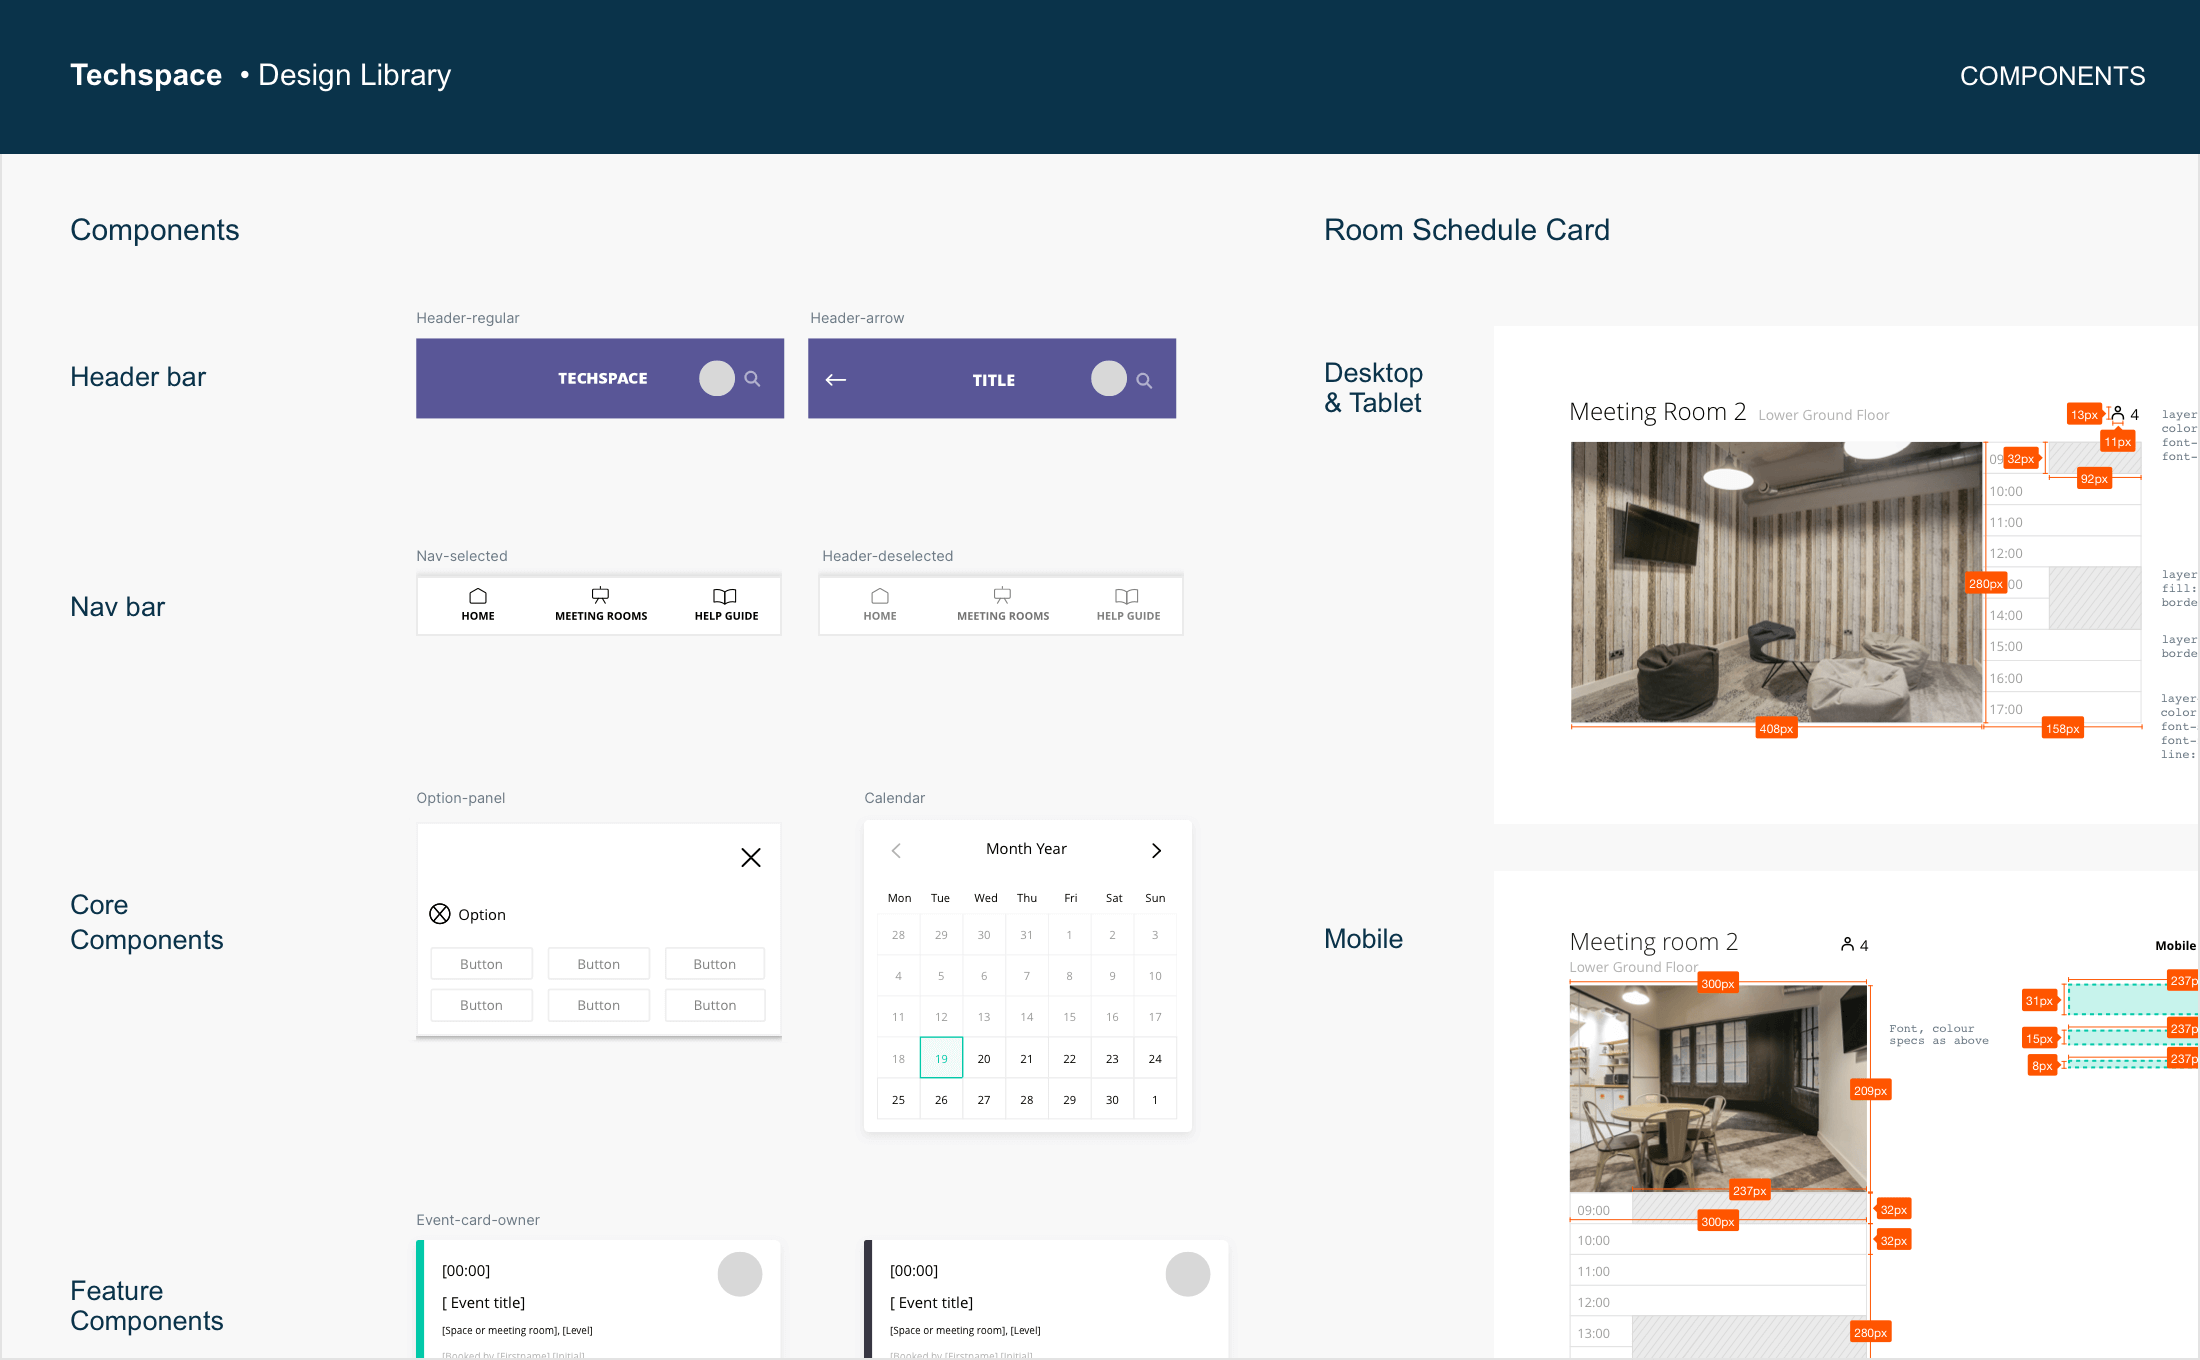 Techspace • Design Library
COMPONENTS
Components
Header bar
Header-regular
TECHSPACE
Header-arrow
TITLE
Nav bar
Nav-selected
HOME
MEETING ROOMS
HELP GUIDE
Header-deselected
HOME
MEETING ROOMS
HELP GUIDE
Core
Components
Option-panel
Option
Button Button Button
Button Button Button
Calendar
Month Year
Mon Tue Wed Thu Fri Sat Sun
28 29 30 31 1 2 3
4 5 6 7 8 9 10
11 12 13 14 15 16 17
18 19 20 21 22 23 24
25 26 27 28 29 30 1
Feature
Components
Event-card-owner
[00:00]
[ Event title]
[Space or meeting room], [Level]
[Booked by [Firstname] [Initial]
[00:00]
[ Event title]
[Space or meeting room], [Level]
[Booked by [Firstname] [Initial]
Room Schedule Card
Desktop
& Tablet
Meeting Room 2 Lower Ground Floor
13px
4
11px
32px
92px
10:00
11:00
12:00
280px
14:00
15:00
16:00
17:00
408px
158px
layer
color
font-
font-
layer
fill:
borde
layer
borde
layer
color
font-
font-
line:
Mobile
Meeting room 2
4
Lower Ground Floor
300px
209px
Font, colour
specs as above
237px
09:00
32px
300px
10:00
32px
11:00
12:00
13:00
280px
Mobile
237p
31px
237p
15px
237p
8px